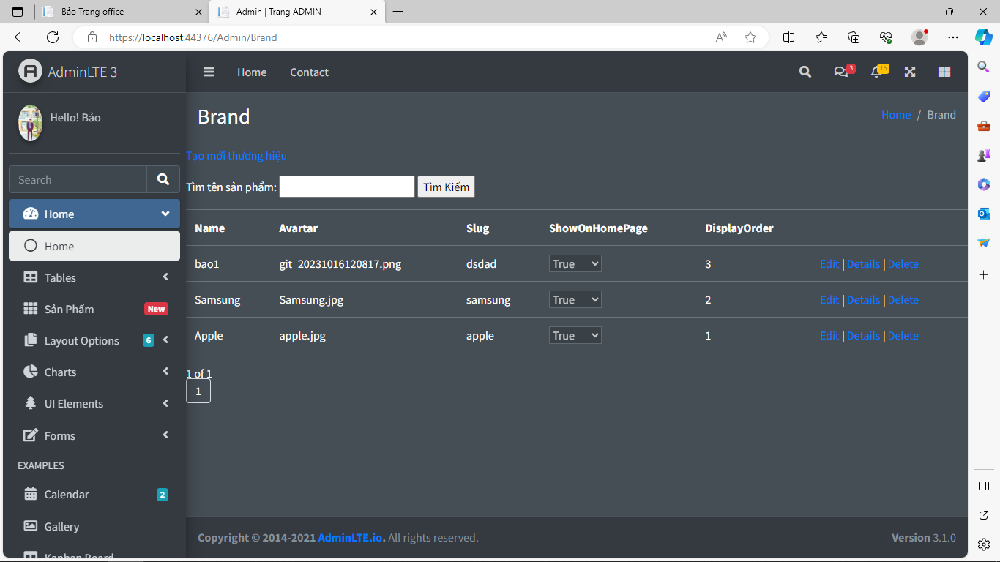 Bảo Trang office
Admin | Trang ADMIN
https://localhost:44376/Admin/Brand
AdminLTE 3
Home
Contact
3
15
Hello! Bảo
Brand
Home / Brand
Search
Tạo mới thương hiệu
Tìm tên sản phẩm:
Tìm Kiếm
Home
Home
Tables
Sản Phẩm New
Layout Options 6
Charts
UI Elements
Forms
EXAMPLES
Calendar 2
Gallery
Kanban Board
Name Avartar Slug ShowOnHomePage DisplayOrder
bao1 git_20231016120817.png dsdad True 3 Edit | Details | Delete
Samsung Samsung.jpg samsung True 2 Edit | Details | Delete
Apple apple.jpg apple True 1 Edit | Details | Delete
1 of 1
1
Copyright © 2014-2021 AdminLTE.io. All rights reserved.
Version 3.1.0